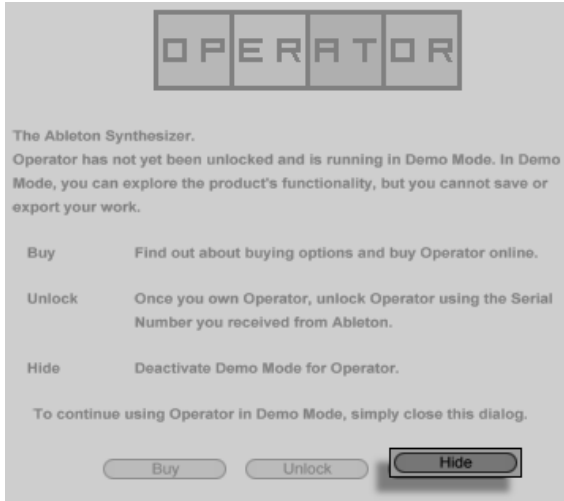 OPERATOR
The Ableton Synthesizer.
Operator has not yet been unlocked and is running in Demo Mode. In Demo
Mode, you can explore the product's functionality, but you cannot save or
export your work.
Buy Find out about buying options and buy Operator online.
Unlock Once you own Operator, unlock Operator using the Serial
Number you received from Ableton.
Hide Deactivate Demo Mode for Operator.
To continue using Operator in Demo Mode, simply close this dialog.
Buy Unlock Hide